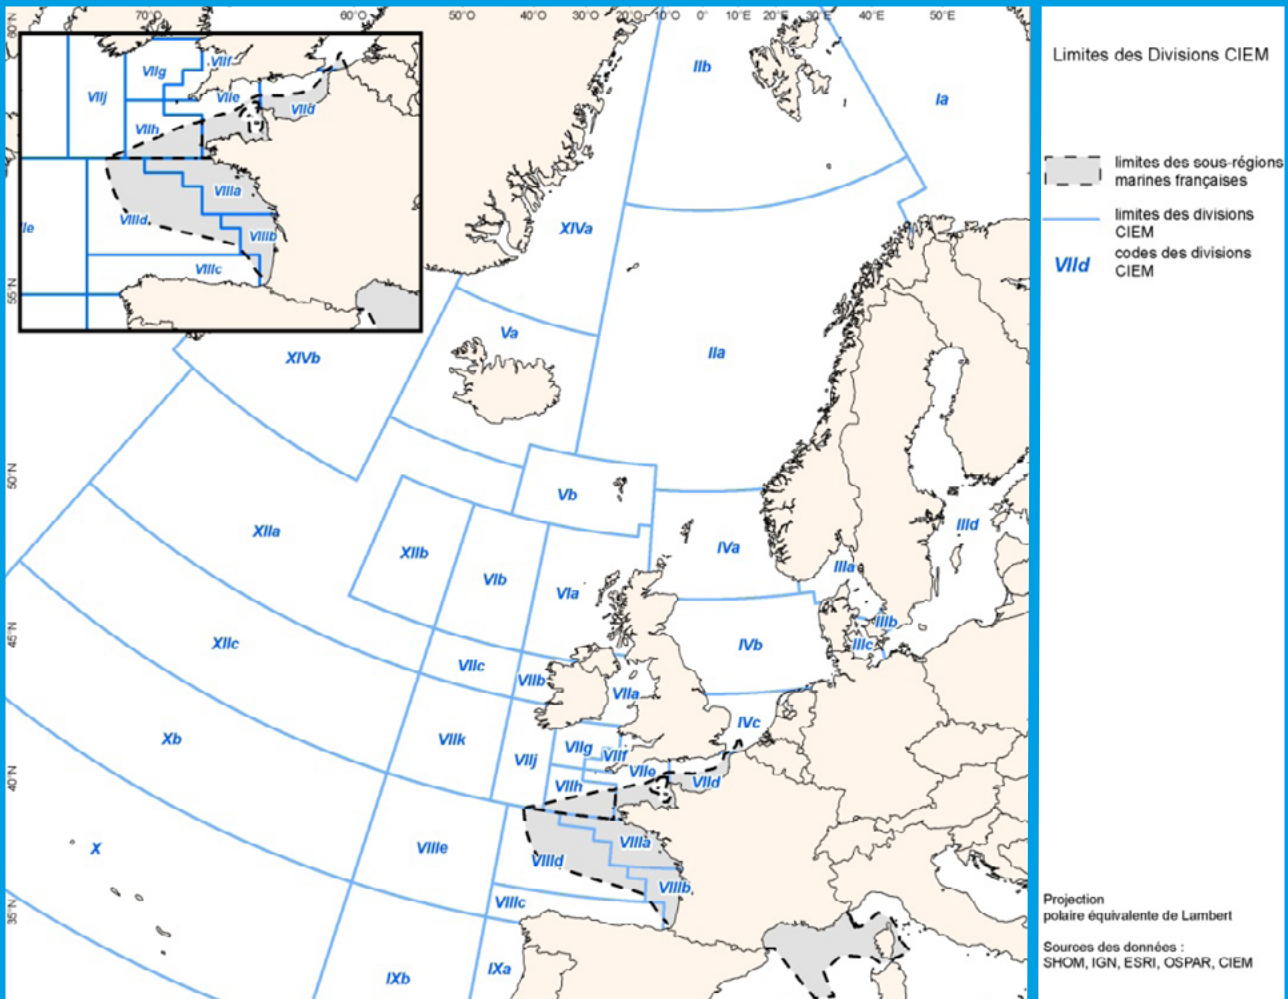 70°0 60°0 50°O 40°O 30°O 20°O 10°O 0° 10°E 20°E 30°E 40°E 50°E
Limites des Divisions CIEM
limites des sous-régions
marines françaises
limites des divisions
CIEM
VIId
codes des divisions
CIEM
VIIg
VIIf
VIIj
VIIe
VIId
VIIh
VIIIa
VIIId
VIIIb
VIIIc
Ie
IIb
Ia
XIVa
Va
IIa
XIVb
Vb
XIIa
XIIb
VIb
VIa
IVa
IIId
IIIa
IIIb
IIIc
IVb
XIIc
VIIc
VIIb
VIIa
IVc
Xb
VIIk
VIIj
VIIg
VIIf
VIIe
VIId
VIIh
X
VIIIe
VIIIa
VIIId
VIIIb
VIIIc
IXb
IXa
55°N
50°N
45°N
40°N
35°N
Projection
polaire équivalente de Lambert
Sources des données :
SHOM, IGN, ESRI, OSPAR, CIEM